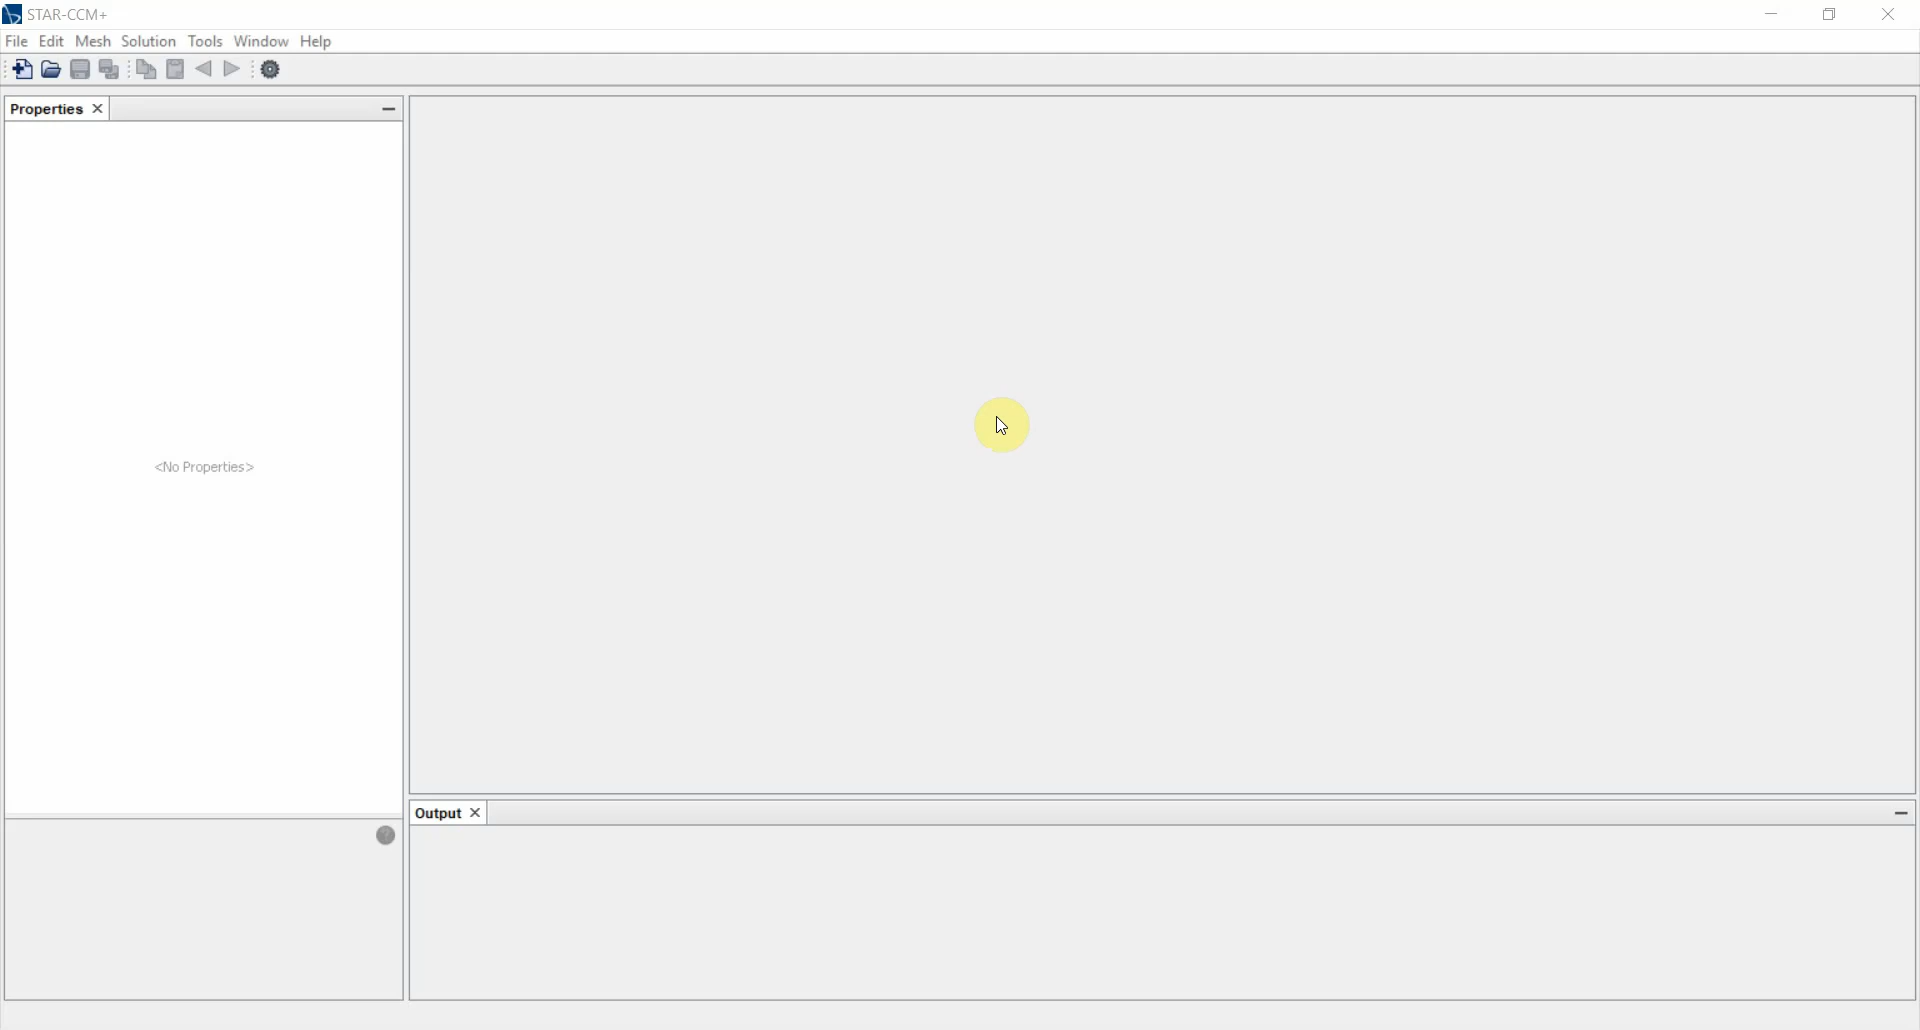 STAR-CCM+
File Edit Mesh Solution Tools Window Help
Properties
<No Properties>
?
Output